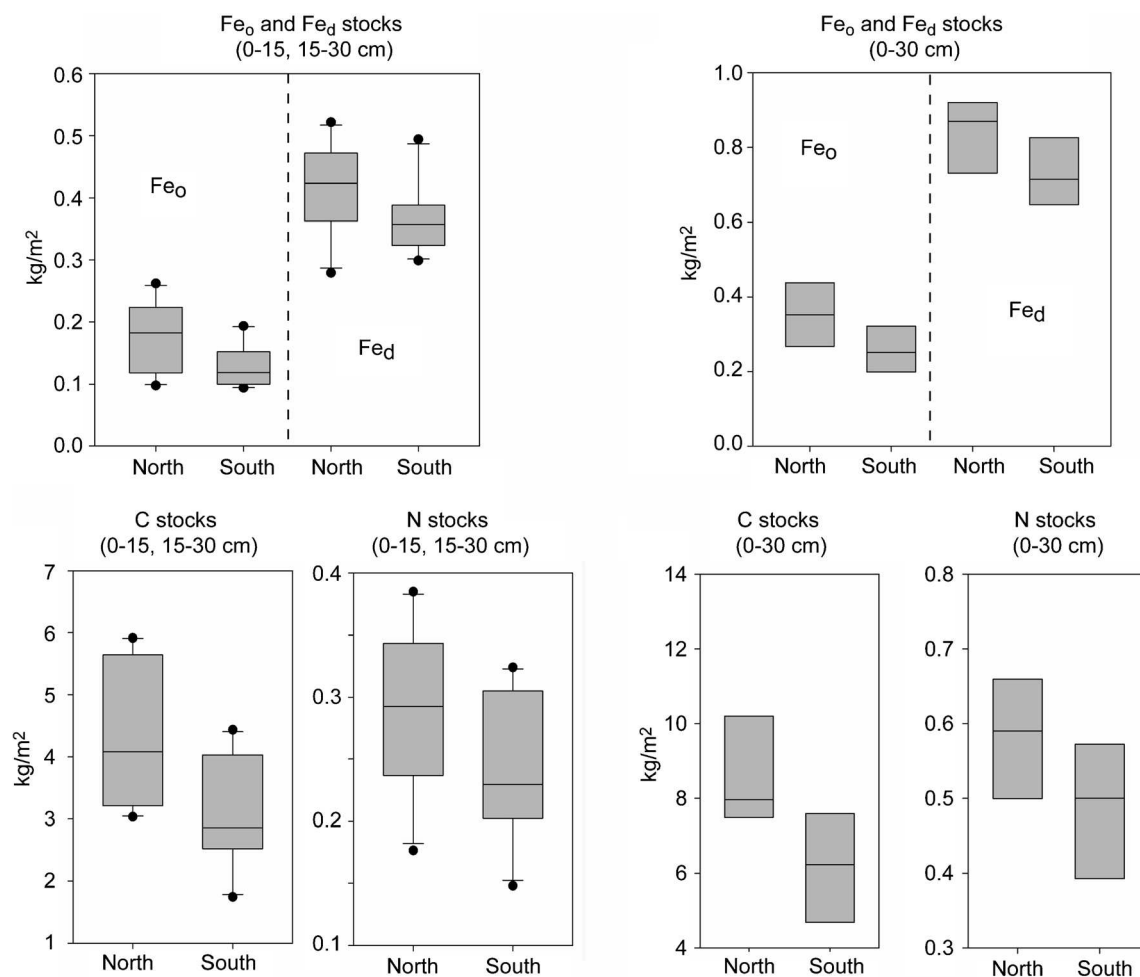 Feo and Fed stocks
(0-15, 15-30 cm)
0.6
0.5
0.4
0.3
0.2
0.1
0.0
kg/m2
Feo
Fed
North South North South
Feo and Fed stocks
(0-30 cm)
1.0
0.8
0.6
0.4
0.2
0.0
Feo
Fed
North South North South
C stocks
(0-15, 15-30 cm)
7
6
5
4
3
2
1
kg/m2
North South
N stocks
(0-15, 15-30 cm)
0.4
0.3
0.2
0.1
North South
C stocks
(0-30 cm)
14
12
10
8
6
4
kg/m2
North South
N stocks
(0-30 cm)
0.8
0.7
0.6
0.5
0.4
0.3
North South